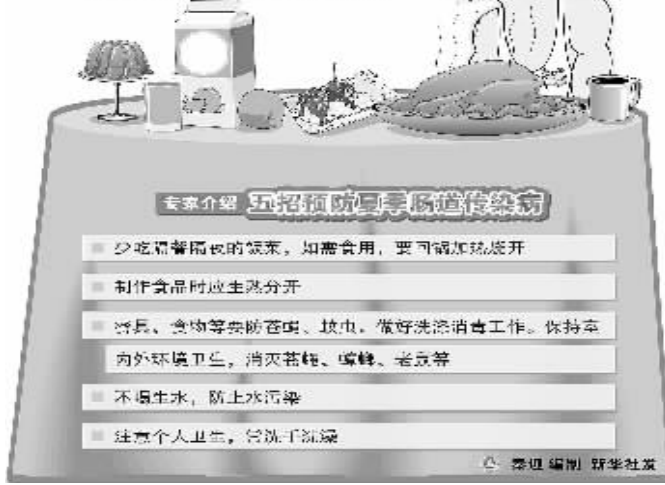 专家介绍 五招预防夏季肠道传染病
少吃隔餐隔夜的饭菜，如需食用，要回锅加热烧开
制作食品时应生熟分开
餐具、食物等要防苍蝇、蚊虫，做好洗涤消毒工作。保持室
内外环境卫生，消灭苍蝇、蟑螂、老鼠等
不喝生水，防止水污染
注意个人卫生，常洗手洗澡
秦迎 编制 新华社发